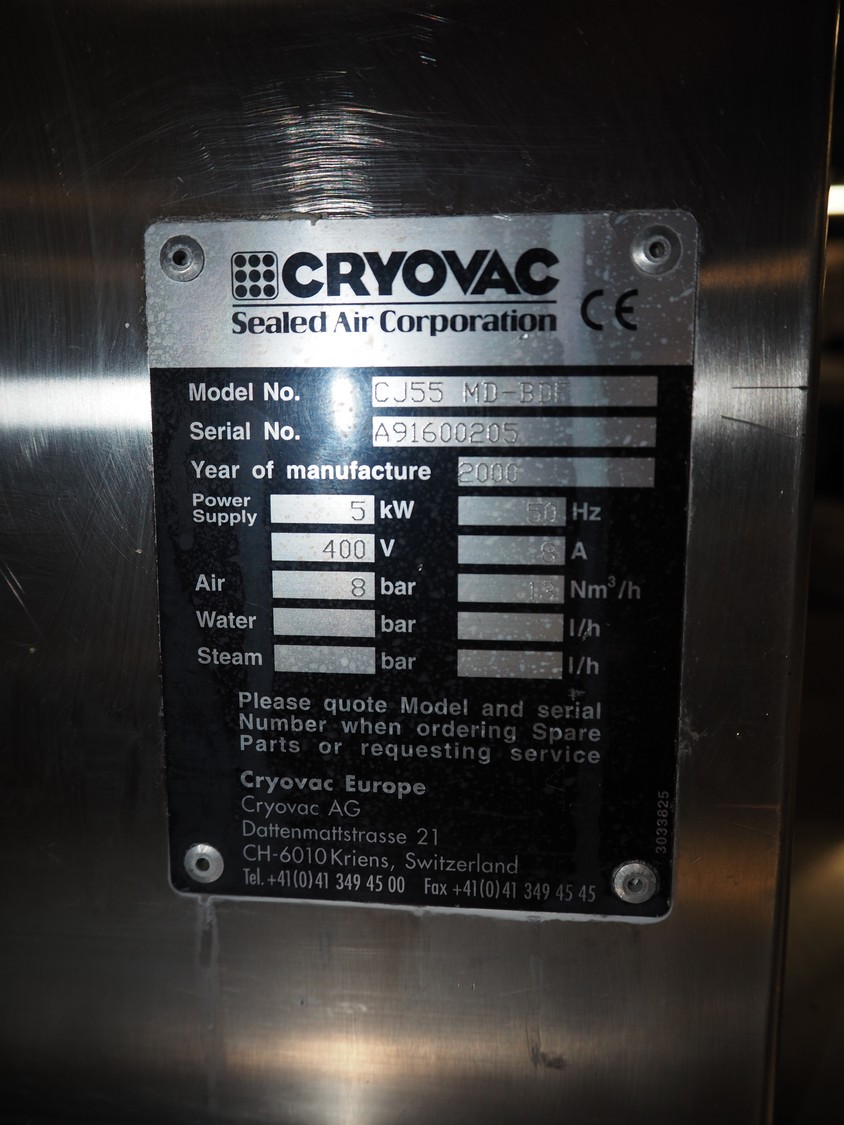 CRYOVAC
Sealed Air Corporation CE
Model No. CJ55
Serial No. A91600205
Year of manufacture 2000
Power Supply 5 kW 50 Hz
400 V 8 A
Air 8 bar Nm³/h
Water bar l/h
Steam bar l/h
Please quote Model and serial
Number when ordering Spare
Parts or requesting service
Cryovac Europe
Cryovac AG
Dattenmattstrasse 21
CH-6010 Kriens, Switzerland
Tel. +41(0)41 349 45 00 Fax +41(0)41 349 45 45
3033825